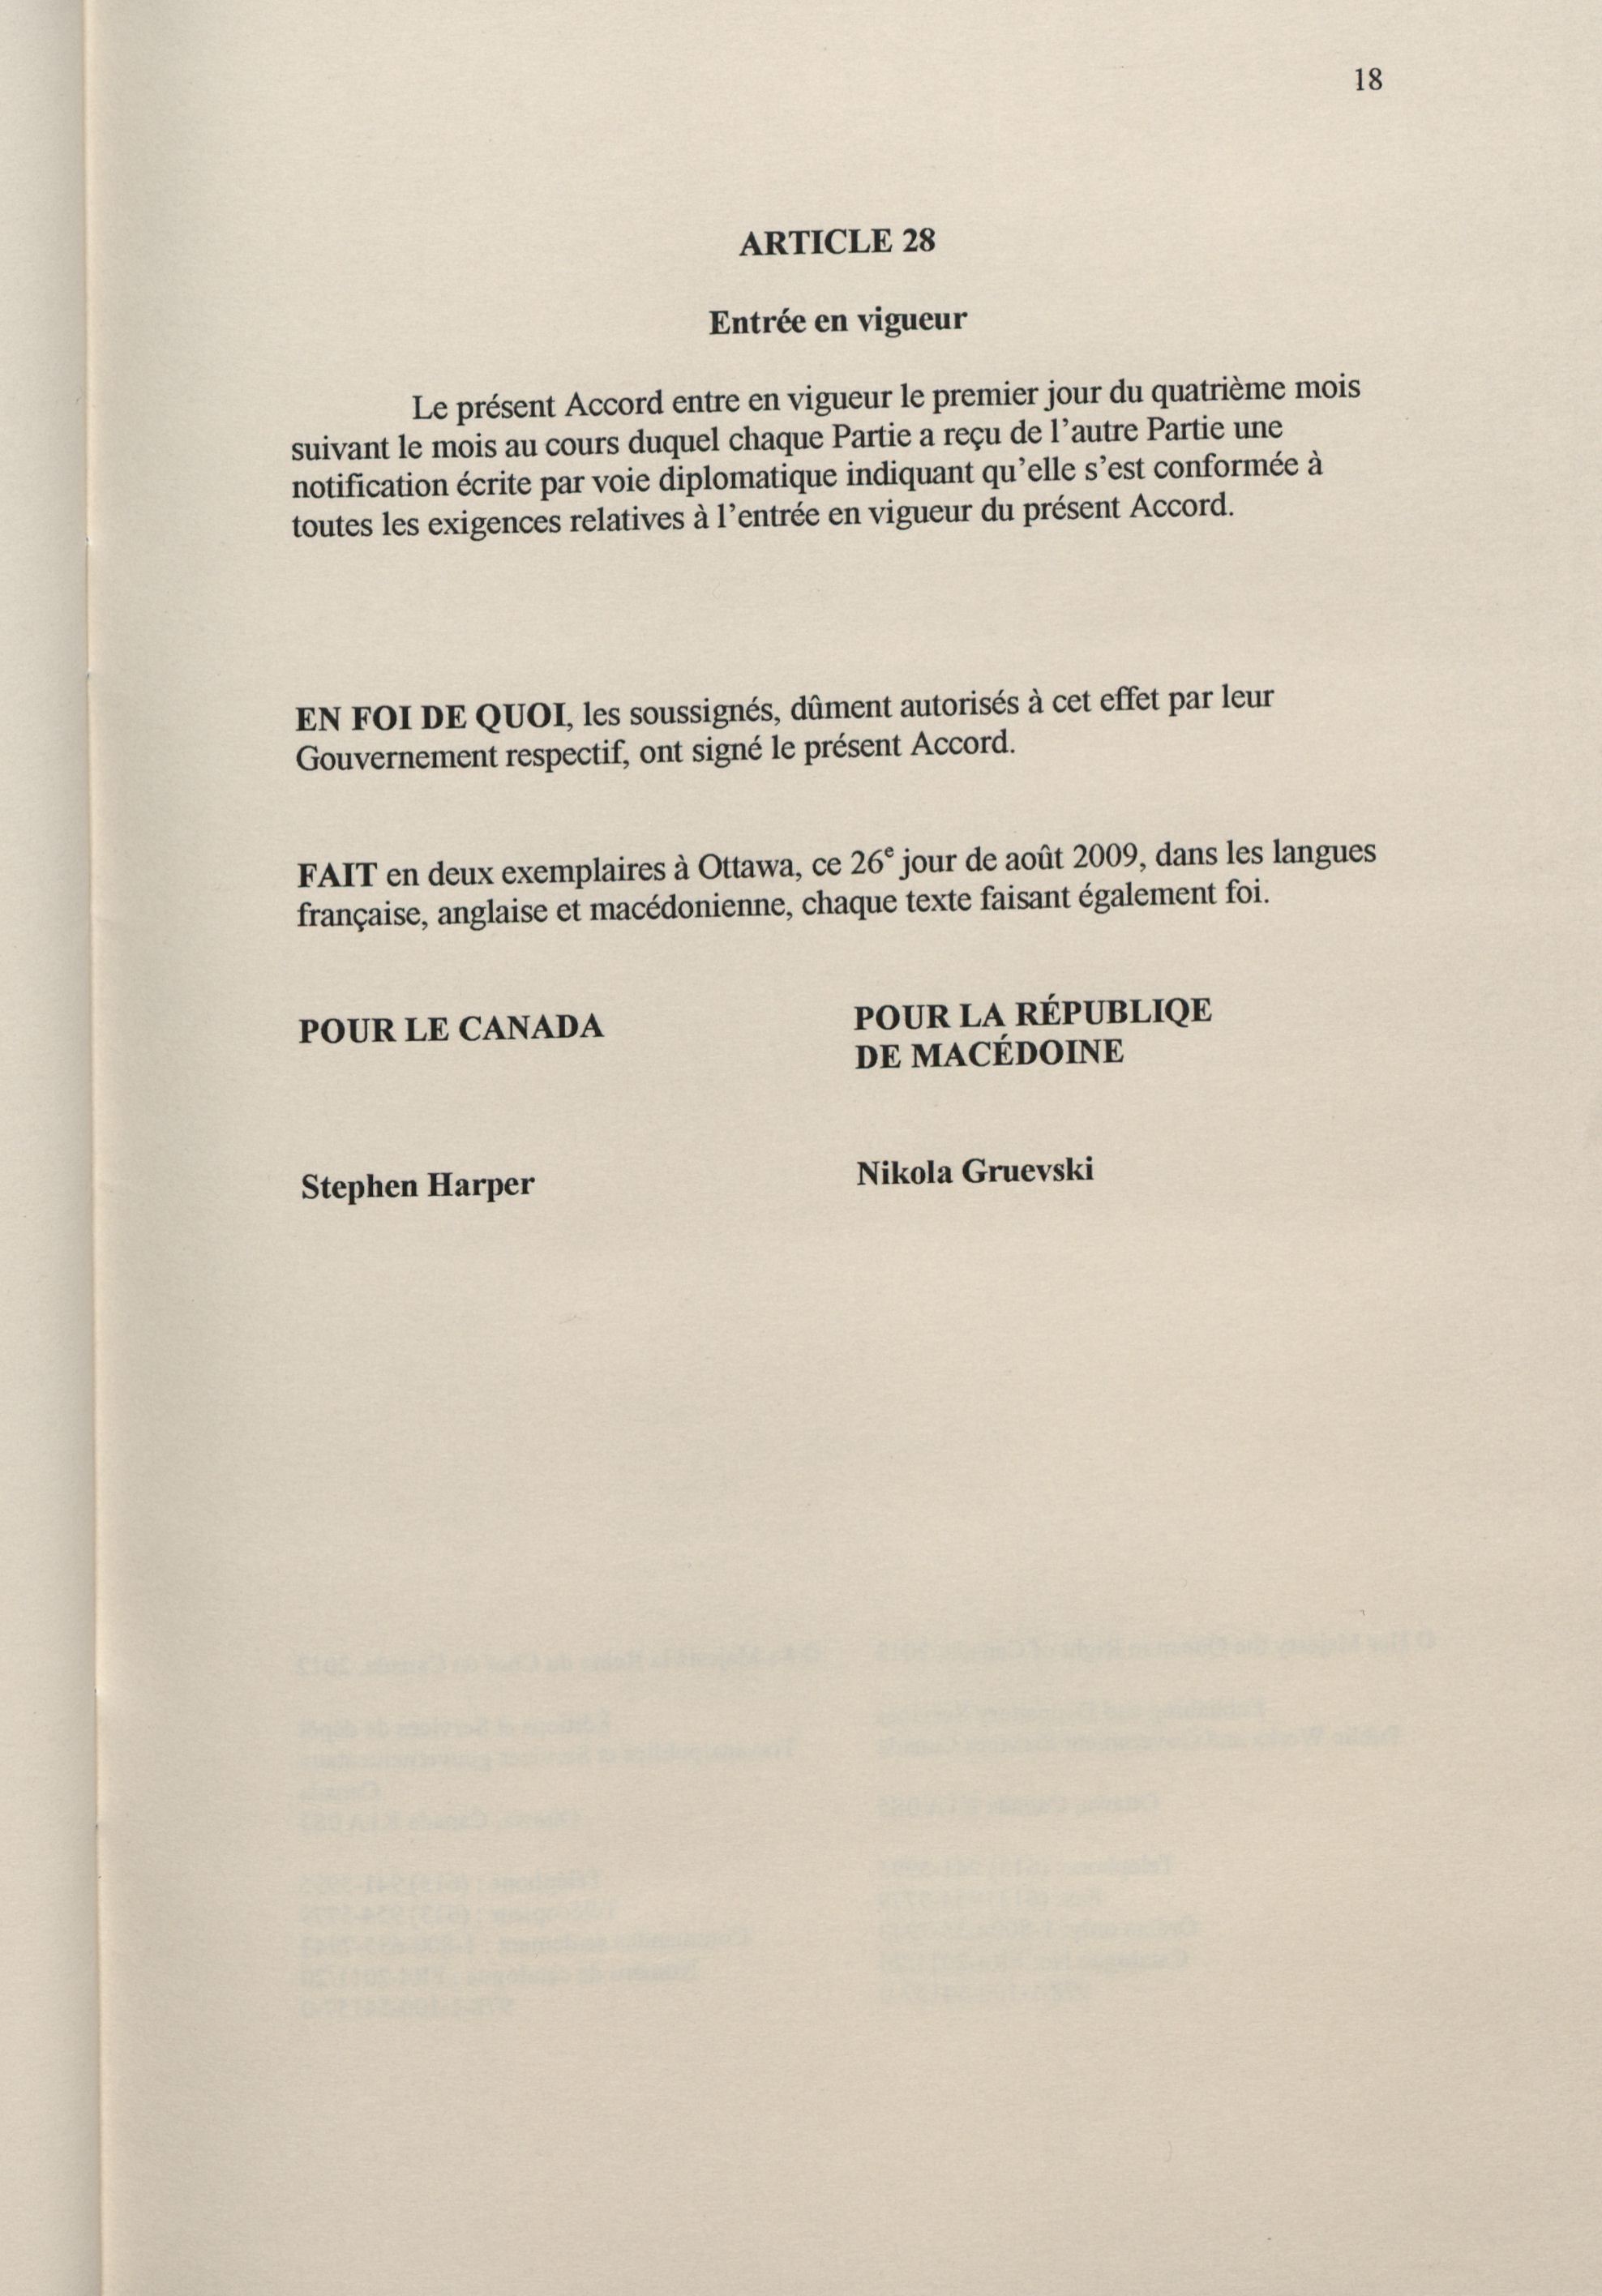 18
ARTICLE 28
Entrée en vigueur
Le présent Accord entre en vigueur le premier jour du quatrième mois
suivant le mois au cours duquel chaque Partie a reçu de l’autre Partie une
notification écrite par voie diplomatique indiquant qu’elle s’est conformée à
toutes les exigences relatives à l’entrée en vigueur du présent Accord.
EN FOI DE QUOI, les soussignés, dûment autorisés à cet effet par leur
Gouvernement respectif, ont signé le présent Accord.
FAIT en deux exemplaires à Ottawa, ce 26e jour de août 2009, dans les langues
française, anglaise et macédonienne, chaque texte faisant également foi.
POUR LE CANADA
POUR LA RÉPUBLIQE
DE MACÉDOINE
Stephen Harper
Nikola Gruevski